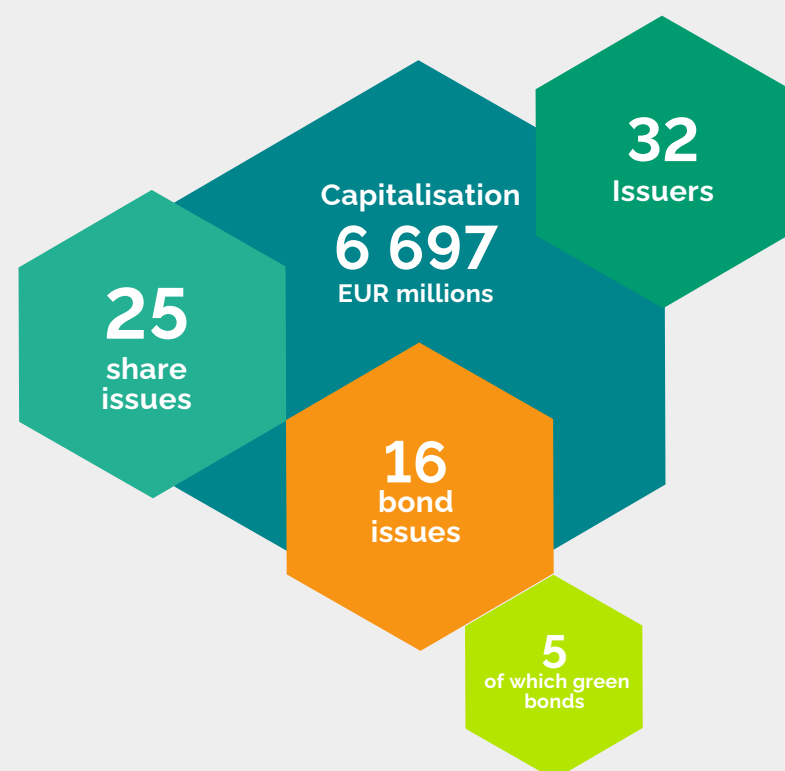 32
Issuers
Capitalisation
6 697
EUR millions
25
share
issues
16
bond
issues
5
of which green
bonds